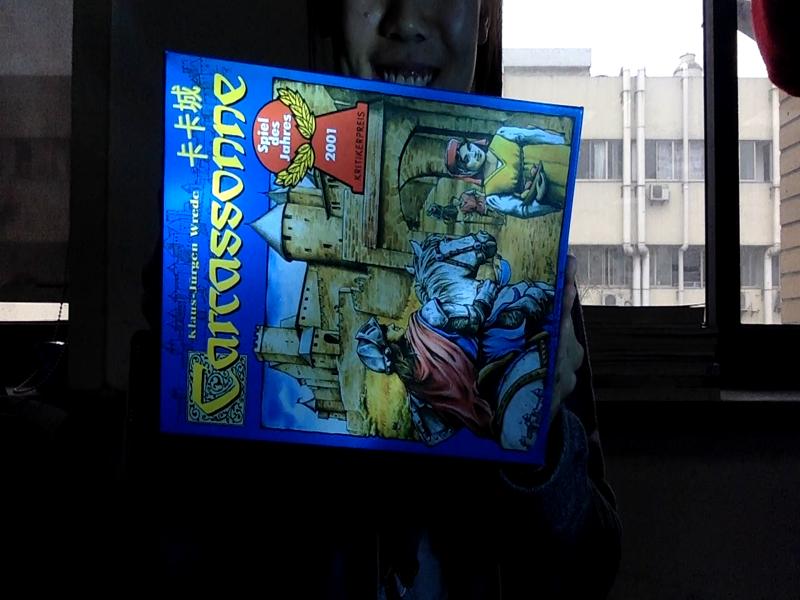 卡卡城
Klaus-Jürgen Wrede
Carcassonne
Spiel
des
Jahres
2001
KRITIKERPREIS